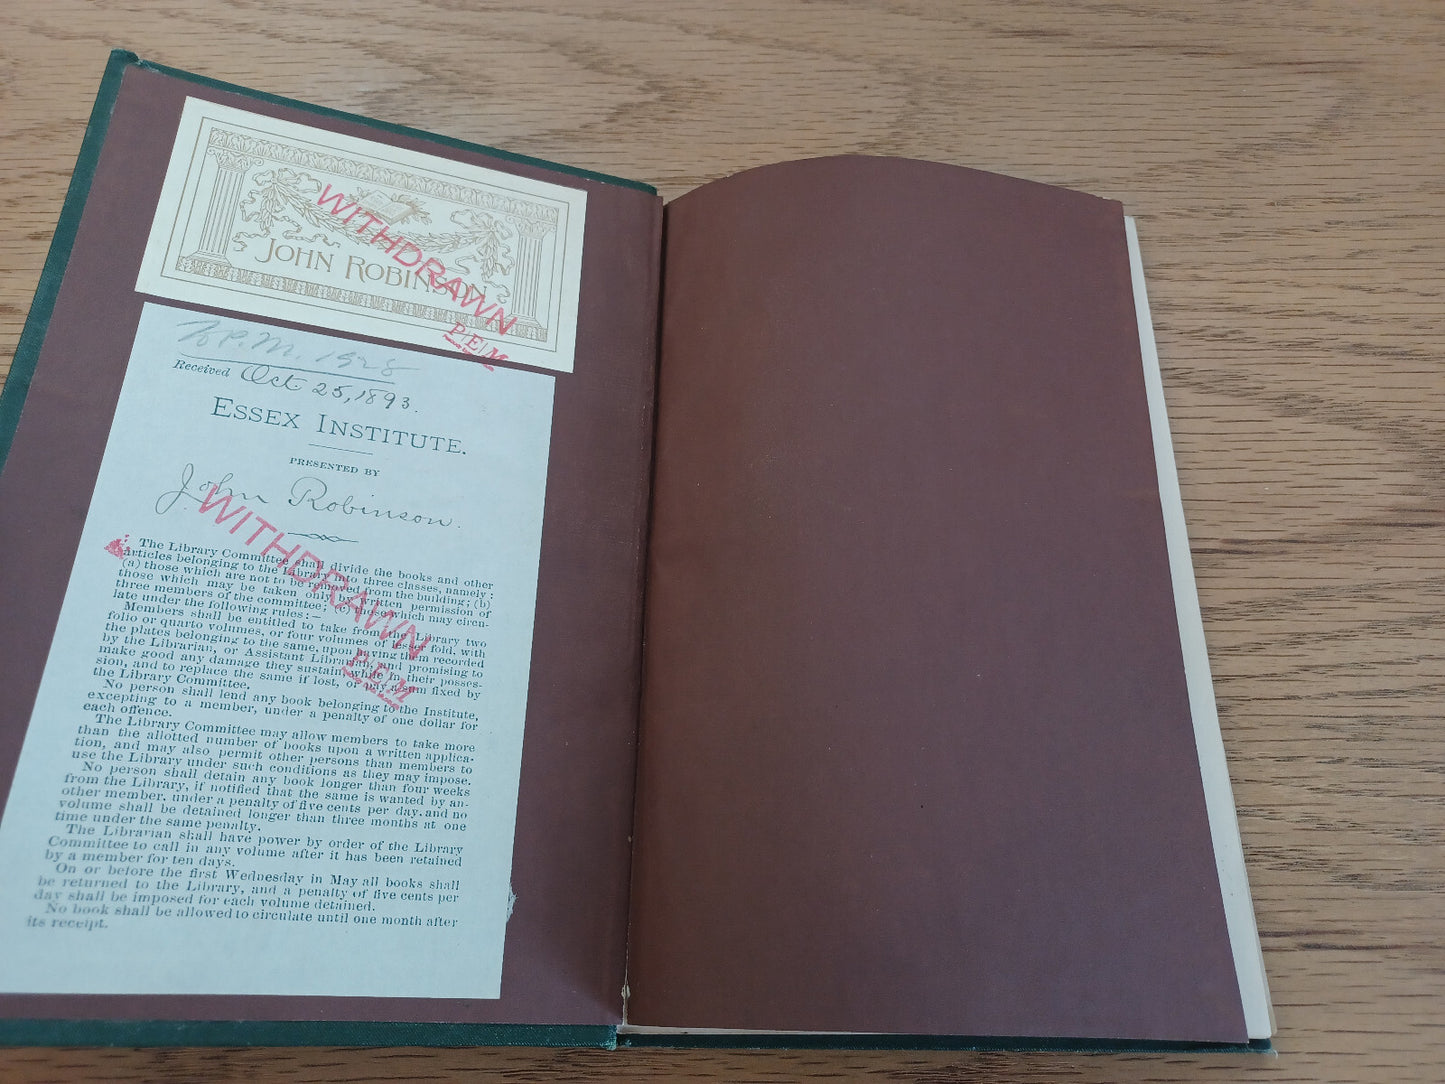 JOHN ROBINSON
WITHDRAWN
P|E|M
1928
Received Oct 25, 1893.
ESSEX INSTITUTE.
PRESENTED BY
John Robinson.
WITHDRAWN
P|E|M
The Library Committee shall divide the books and other
articles belonging to the Library into three classes, namely:
(a) those which are not to be removed from the building; (b)
those which may be taken only by written permission of
three members of the committee; (c) those which may circu-
late under the following rules:—
Members shall be entitled to take from the Library two
folio or quarto volumes, or four volumes of less fold, with
the plates belonging to the same, upon having them recorded
by the Librarian, or Assistant Librarian, and promising to
make good any damage they sustain, while in their posses-
sion, and to replace the same if lost, or pay a sum fixed by
the Library Committee.
No person shall lend any book belonging to the Institute,
excepting to a member, under a penalty of one dollar for
each offence.
The Library Committee may allow members to take more
than the allotted number of books upon a written applica-
tion, and may also permit other persons than members to
use the Library under such conditions as they may impose.
No person shall detain any book longer than four weeks
from the Library, if notified that the same is wanted by an-
other member, under a penalty of five cents per day, and no
volume shall be detained longer than three months at one
time under the same penalty.
The Librarian shall have power by order of the Library
Committee to call in any volume after it has been retained
by a member for ten days.
On or before the first Wednesday in May all books shall
be returned to the Library, and a penalty of five cents per
day shall be imposed for each volume detained.
No book shall be allowed to circulate until one month after
its receipt.